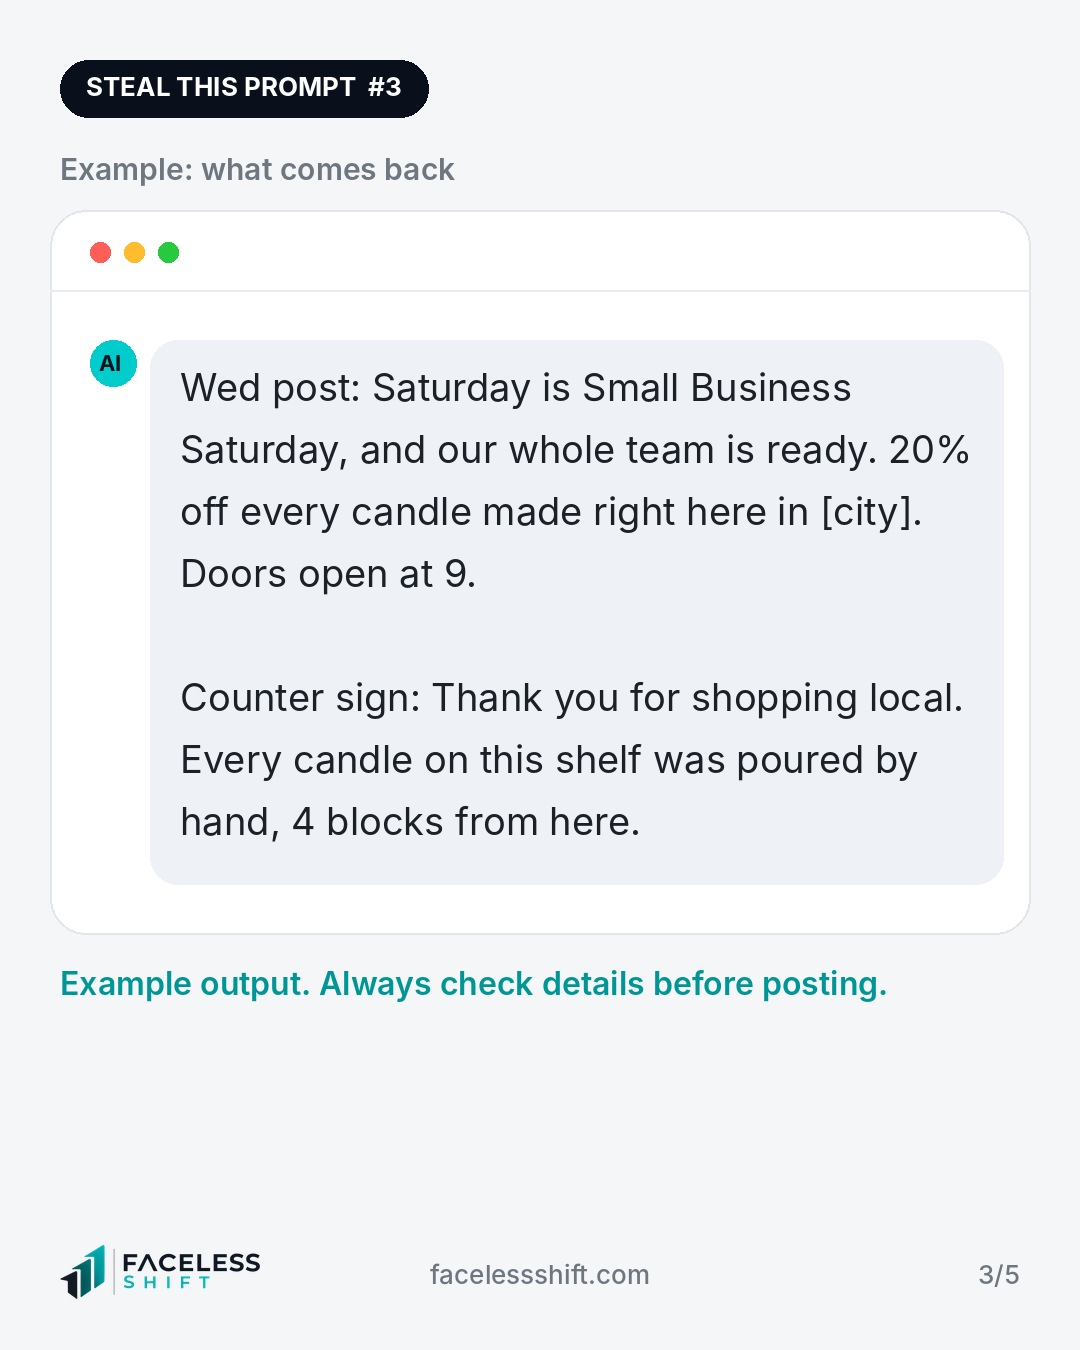 STEAL THIS PROMPT #3
Example: what comes back
AI
Wed post: Saturday is Small Business
Saturday, and our whole team is ready. 20%
off every candle made right here in [city].
Doors open at 9.
Counter sign: Thank you for shopping local.
Every candle on this shelf was poured by
hand, 4 blocks from here.
Example output. Always check details before posting.
FACELESS
SHIFT
facelessshift.com
3/5